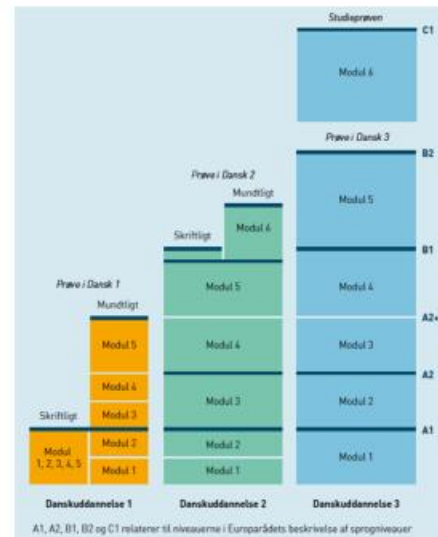 Studieprøven
C1
Modul 6
Prøve i Dansk 3
B2
Prøve i Dansk 2
Mundtligt
Modul 5
Modul 6
Skriftligt
B1
Prøve i Dansk 1
Modul 5
Modul 4
Mundtligt
A2+
Modul 5
Modul 4
Modul 3
A2
Modul 4
Modul 3
Modul 2
Modul 3
Skriftligt
A1
Modul
1, 2, 3, 4, 5
Modul 2
Modul 2
Modul 1
Modul 1
Modul 1
Danskuddannelse 1
Danskuddannelse 2
Danskuddannelse 3
A1, A2, B1, B2 og C1 relaterer til niveauerne i Europarådets beskrivelse af sprogniveauer